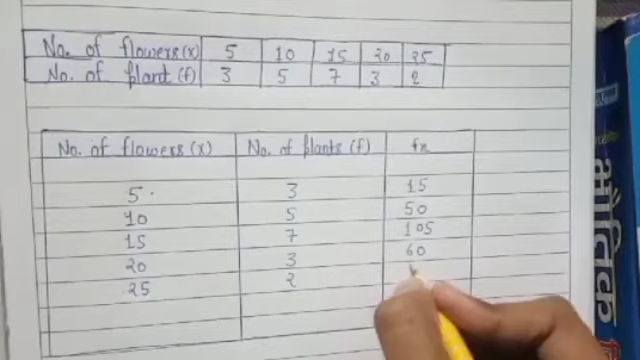 No. of flowers(x) 5 10 15 20 25
No. of plant (f) 3 5 7 3 2
No. of flowers (x) No. of plants (f) fx
5 3 15
10 5 50
15 7 105
20 3 60
25 2
भौतिक